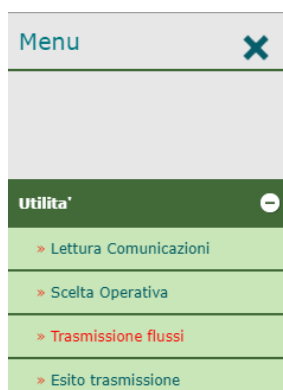 Menu
Utilita'
» Lettura Comunicazioni
» Scelta Operativa
» Trasmissione flussi
» Esito trasmissione